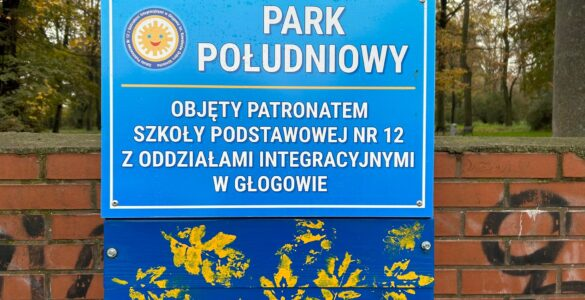 PARK
POŁUDNIOWY
OBJĘTY PATRONATEM
SZKOŁY PODSTAWOWEJ NR 12
Z ODDZIAŁAMI INTEGRACYJNYMI
W GŁOGOWIE